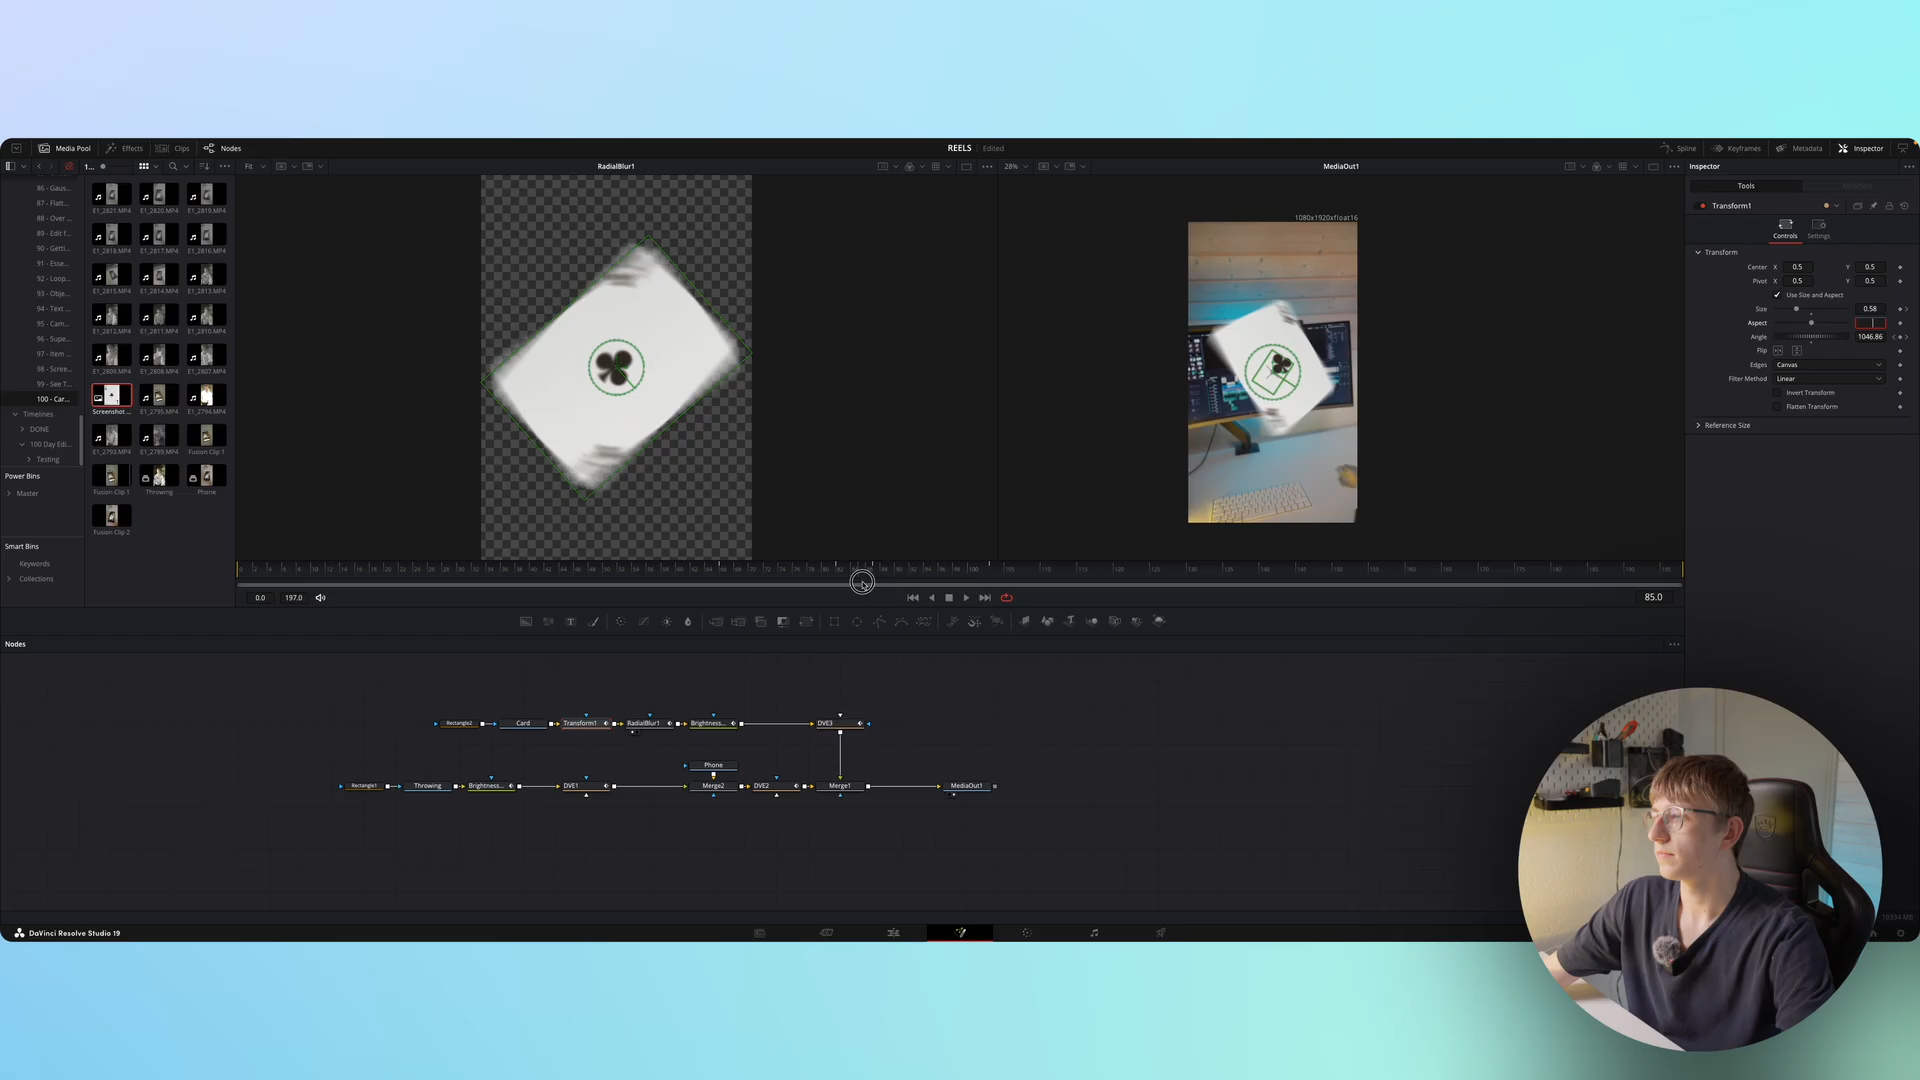 Media Pool
Effects
Clips
Nodes
REELS
Edited
Spline
Keyframes
Metadata
Inspector
1...
Fit
RadialBlur1
28%
MediaOut1
Inspector
Tools
Transform1
Controls
Settings
Transform
Center X 0.5 Y 0.5
Pivot X 0.5 Y 0.5
Use Size and Aspect
Size 0.58
Aspect
Angle 1046.86
Flip
Edges Canvas
Filter Method Linear
Invert Transform
Flatten Transform
Reference Size
86 - Gaus...
87 - Flatt...
88 - Over ...
89 - Edit f...
90 - Getti...
91 - Esse...
92 - Loop...
93 - Obje...
94 - Text ...
95 - Cam...
96 - Supe...
97 - Item ...
98 - Scree...
99 - See T...
100 - Car...
Timelines
DONE
100 Day Edi...
Testing
Power Bins
Master
Smart Bins
Keywords
Collections
E1_2821.MP4 E1_2820.MP4 E1_2819.MP4
E1_2818.MP4 E1_2817.MP4 E1_2816.MP4
E1_2815.MP4 E1_2814.MP4 E1_2813.MP4
E1_2812.MP4 E1_2811.MP4 E1_2810.MP4
E1_2809.MP4 E1_2808.MP4 E1_2807.MP4
Screenshot ... E1_2795.MP4 E1_2794.MP4
E1_2793.MP4 E1_2789.MP4 Fusion Clip 1
Fusion Clip 1 Throwing Phone
Fusion Clip 2
1080x1920xfloat16
0.0 197.0
85.0
Nodes
Rectangle2 Card Transform1 RadialBlur1 Brightness... DVE3
Phone
Rectangle1 Throwing Brightness... DVE1 Merge2 DVE2 Merge1 MediaOut1
DaVinci Resolve Studio 19